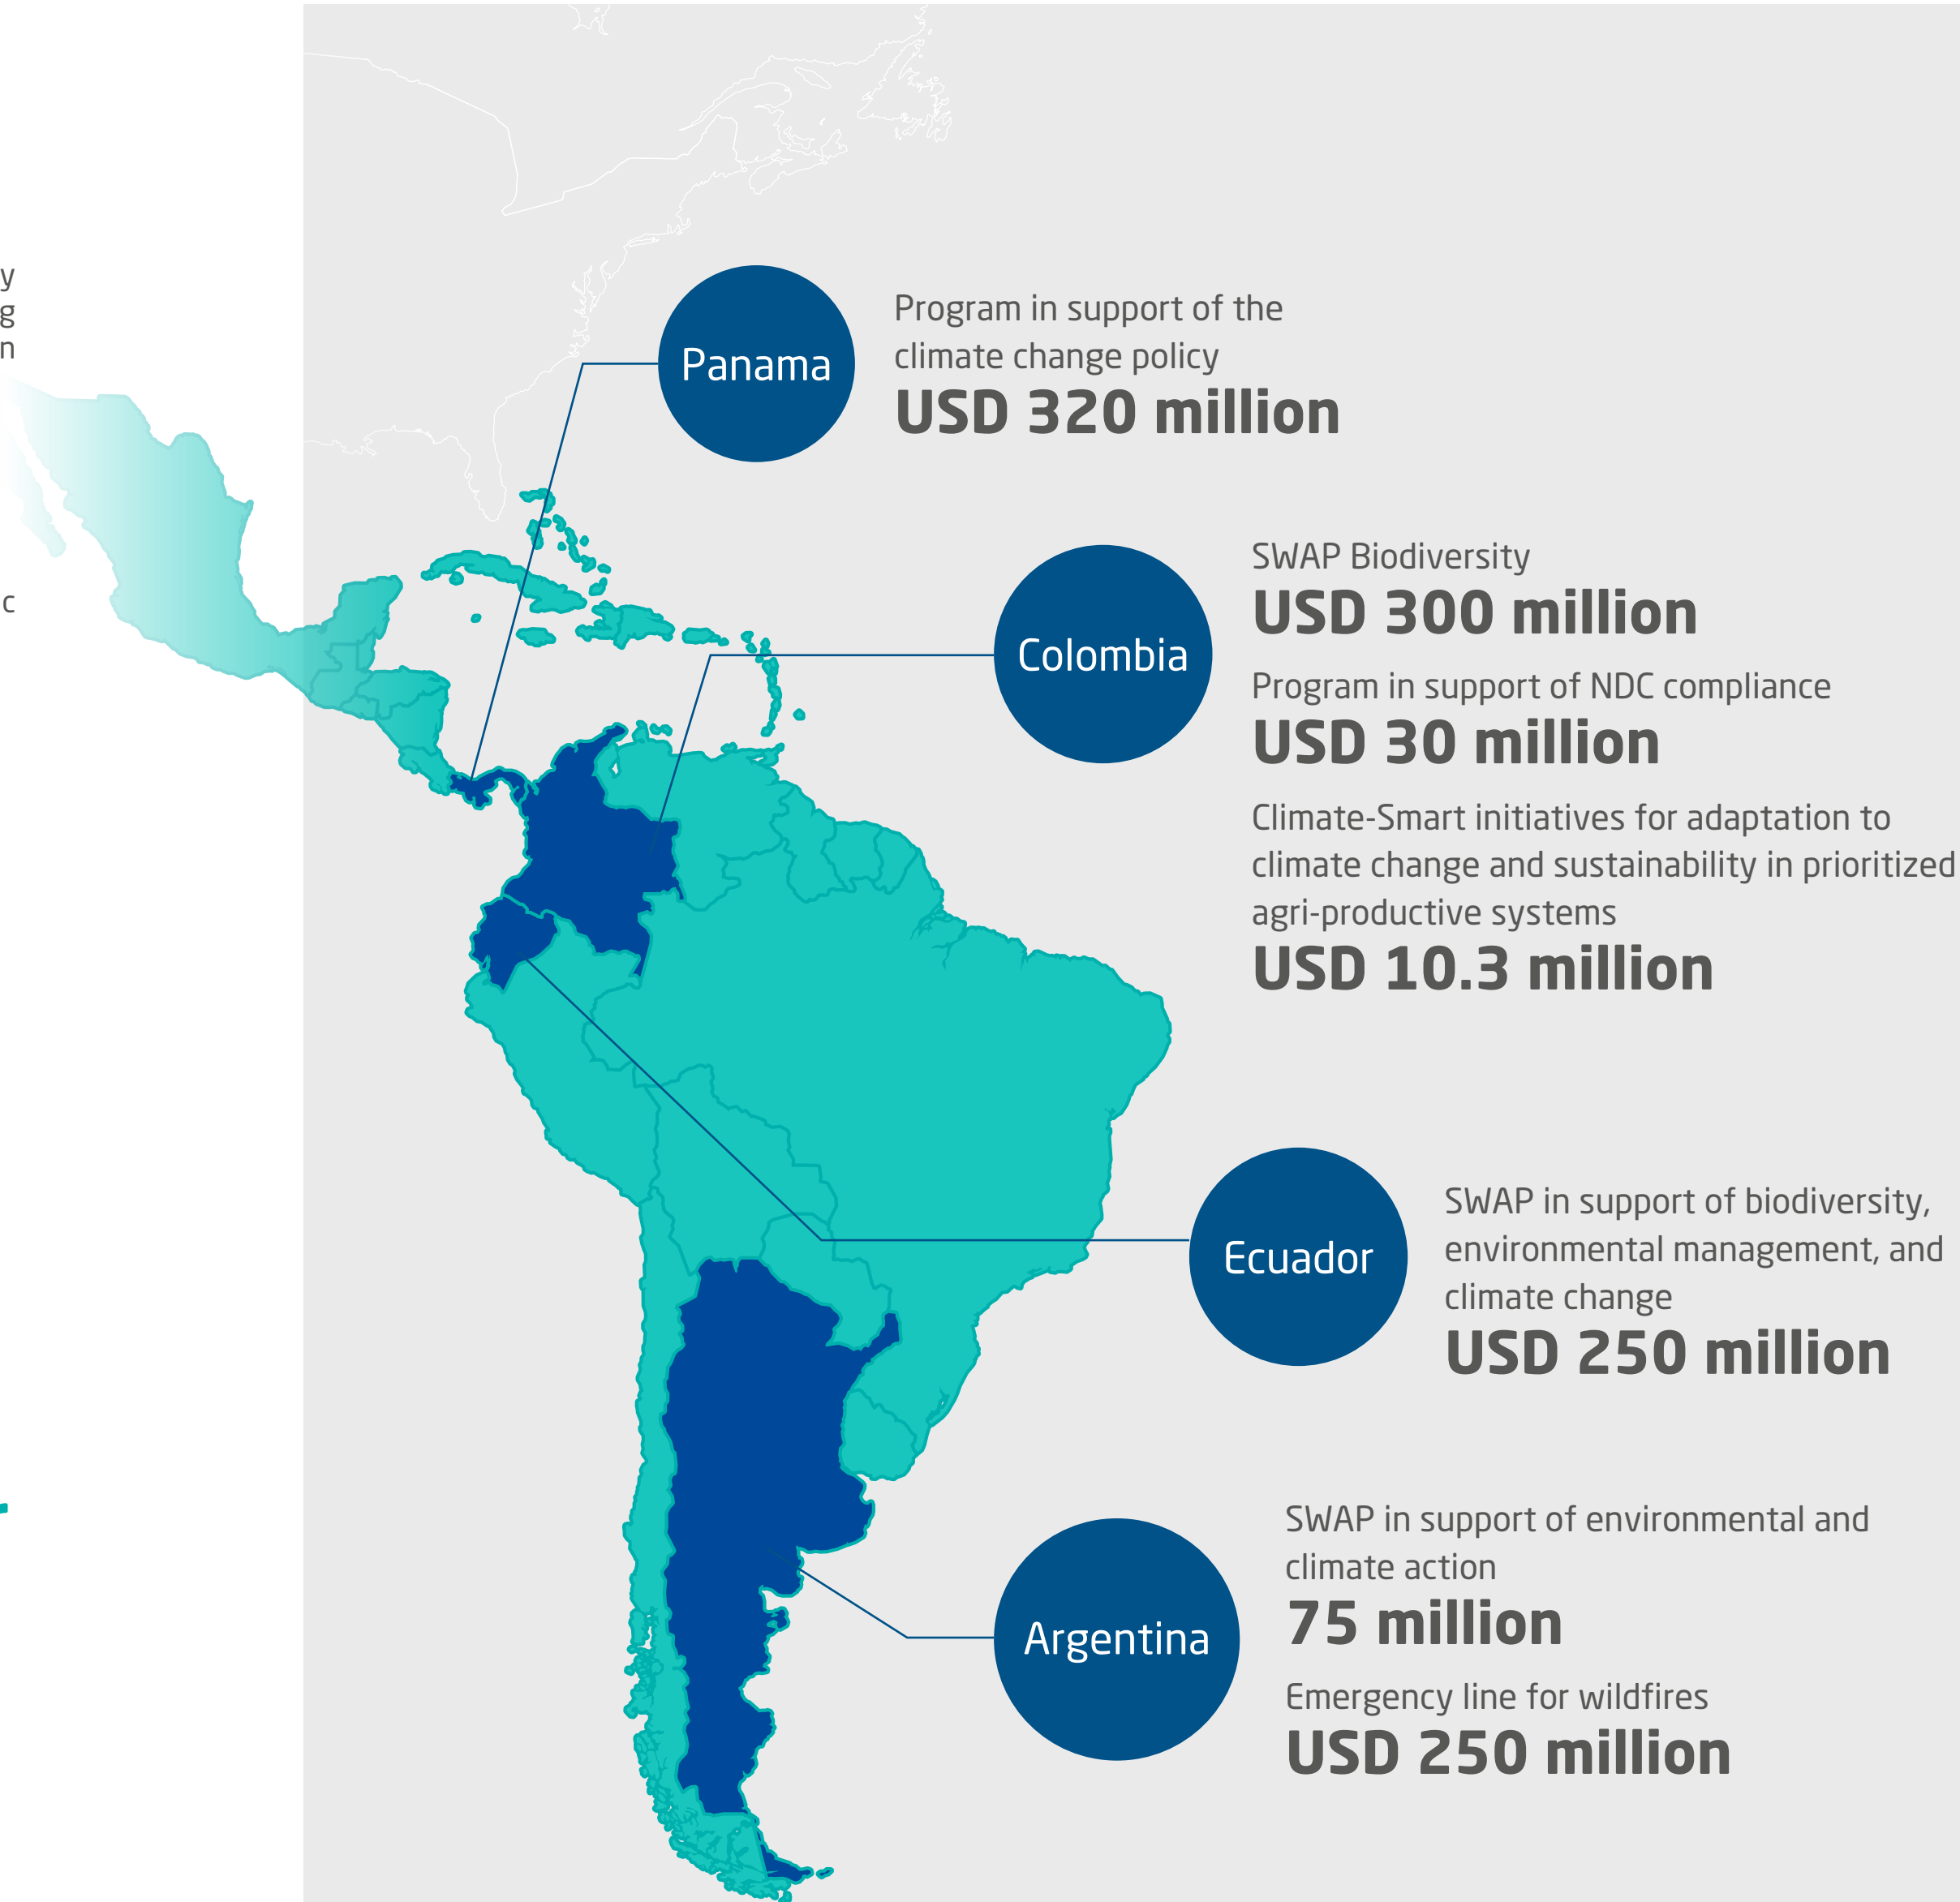 y
g
n
c
Panama
Program in support of the
climate change policy
USD 320 million
Colombia
SWAP Biodiversity
USD 300 million
Program in support of NDC compliance
USD 30 million
Climate-Smart initiatives for adaptation to
climate change and sustainability in prioritized
agri-productive systems
USD 10.3 million
Ecuador
SWAP in support of biodiversity,
environmental management, and
climate change
USD 250 million
Argentina
SWAP in support of environmental and
climate action
75 million
Emergency line for wildfires
USD 250 million